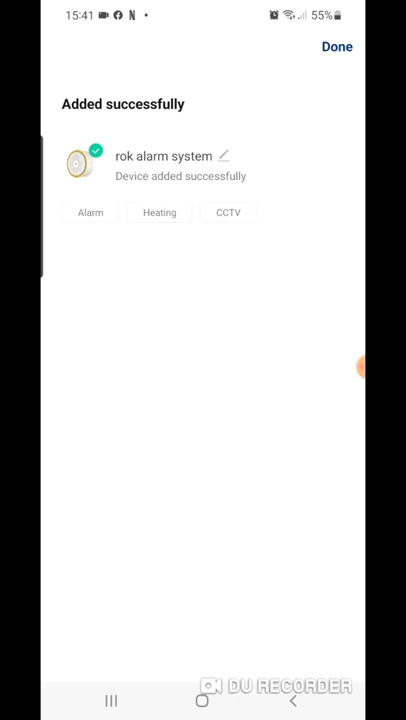 15:41 N 55%
Done
Added successfully
rok alarm system
Device added successfully
Alarm Heating CCTV
DU RECORDER